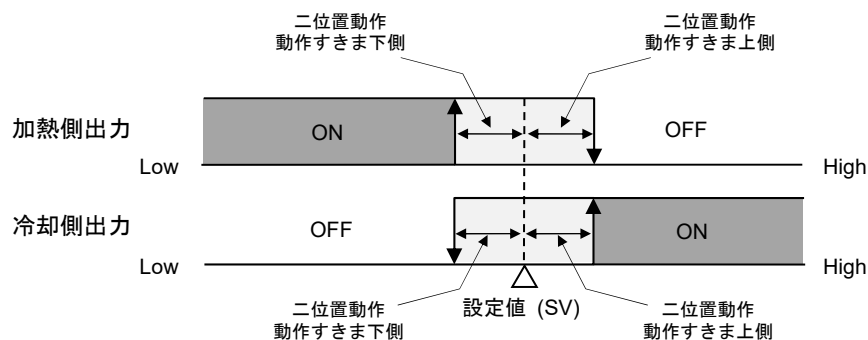 二位置動作
動作すきま下側
二位置動作
動作すきま上側
加熱側出力
ON
OFF
Low
High
冷却側出力
OFF
ON
Low
High
二位置動作
動作すきま下側
設定値 (SV)
二位置動作
動作すきま上側